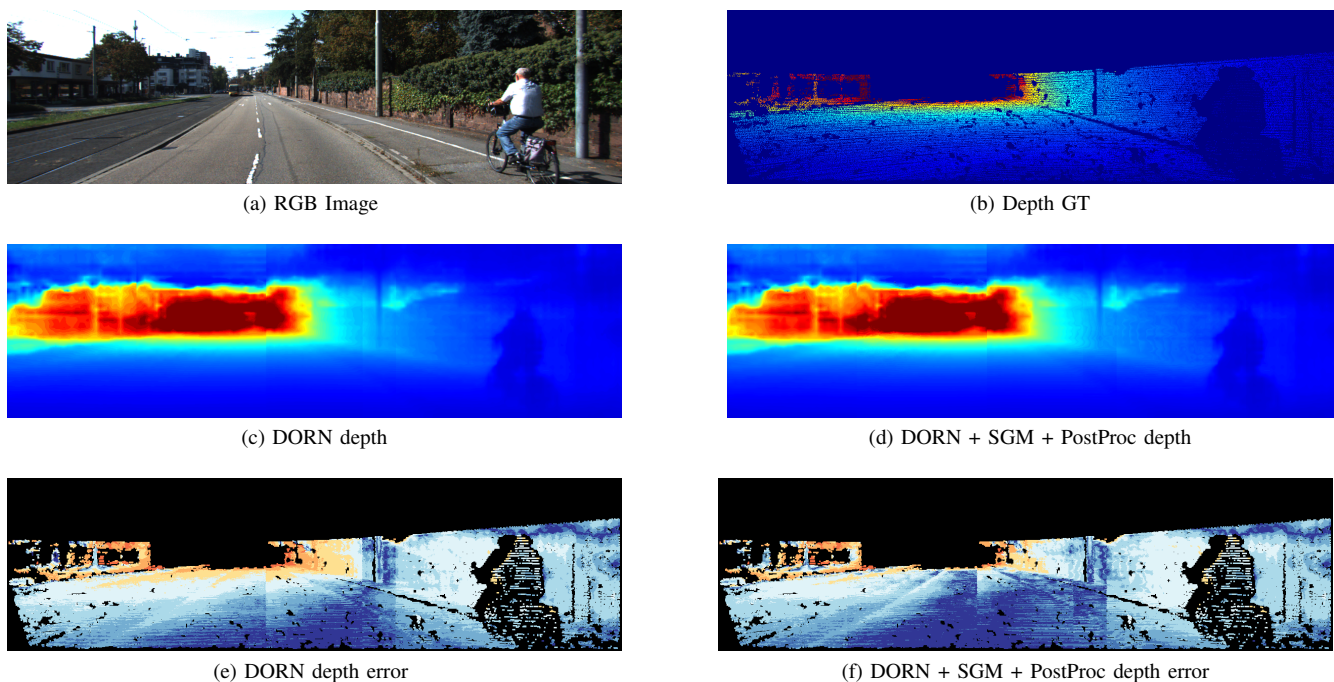 (a) RGB Image
(b) Depth GT
(c) DORN depth
(d) DORN + SGM + PostProc depth
(e) DORN depth error
(f) DORN + SGM + PostProc depth error